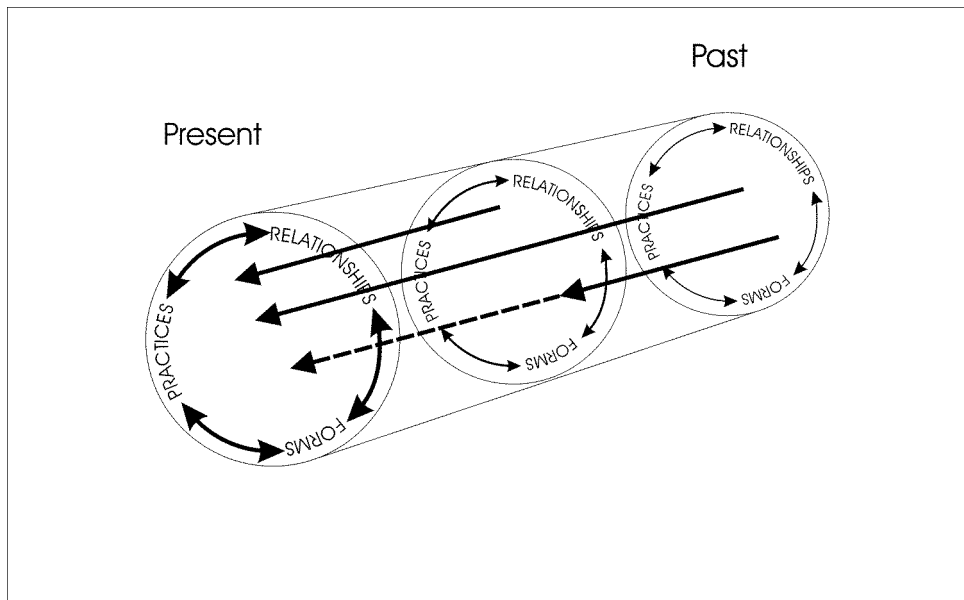 Past
Present
RELATIONSHIPS
PRACTICES
FORMS
RELATIONSHIPS
PRACTICES
FORMS
RELATIONSHIPS
PRACTICES
FORMS